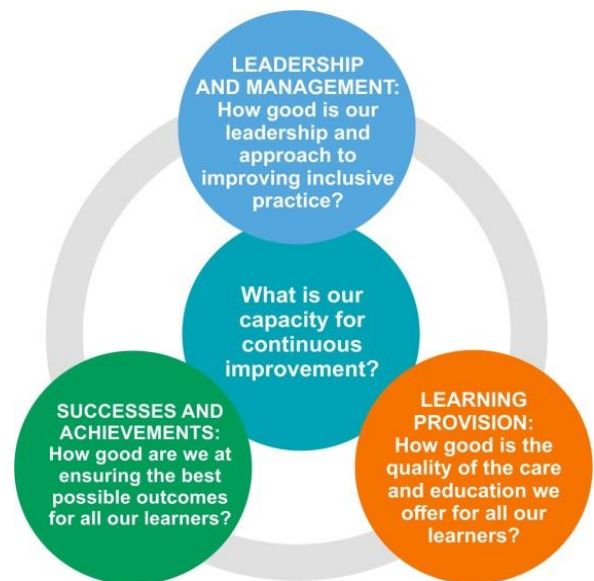 LEADERSHIP
AND MANAGEMENT:
How good is our
leadership and
approach to
improving inclusive
practice?
What is our
capacity for
continuous
improvement?
SUCCESSES AND
ACHIEVEMENTS:
How good are we at
ensuring the best
possible outcomes
for all our learners?
LEARNING
PROVISION:
How good is the
quality of the care
and education we
offer for all our
learners?